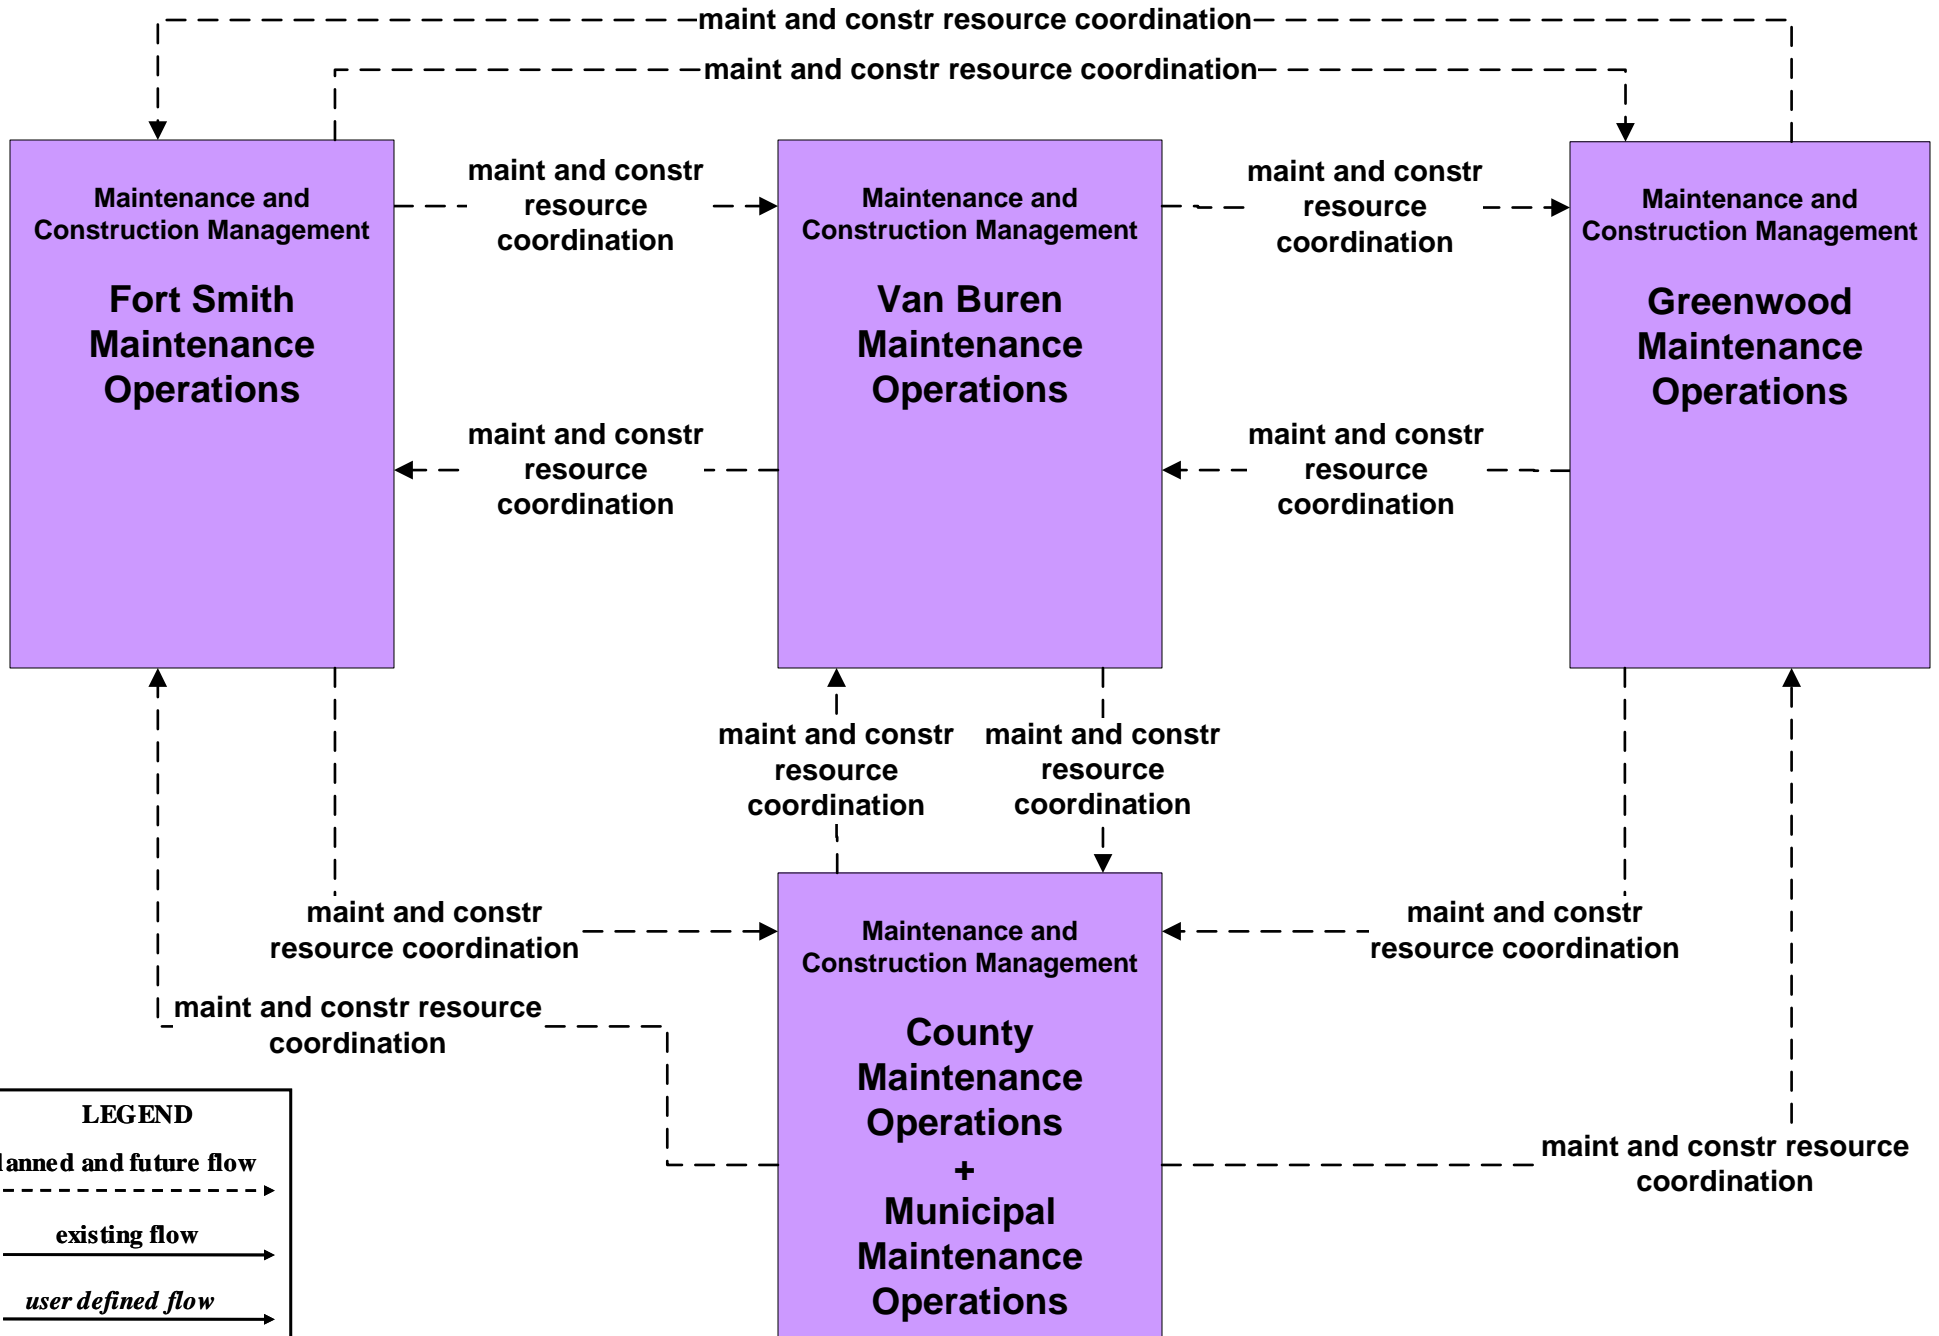 maint and constr resource coordination
maint and constr resource coordination
Maintenance and
Construction Management
Fort Smith
Maintenance
Operations
maint and constr
resource
coordination
Maintenance and
Construction Management
Van Buren
Maintenance
Operations
maint and constr
resource
coordination
Maintenance and
Construction Management
Greenwood
Maintenance
Operations
maint and constr
resource
coordination
maint and constr
resource
coordination
maint and constr
resource
coordination
maint and constr
resource
coordination
maint and constr
resource coordination
maint and constr
resource coordination
maint and constr resource
coordination
Maintenance and
Construction Management
County
Maintenance
Operations
+
Municipal
Maintenance
Operations
maint and constr resource
coordination
LEGEND
lanned and future flow
existing flow
user defined flow